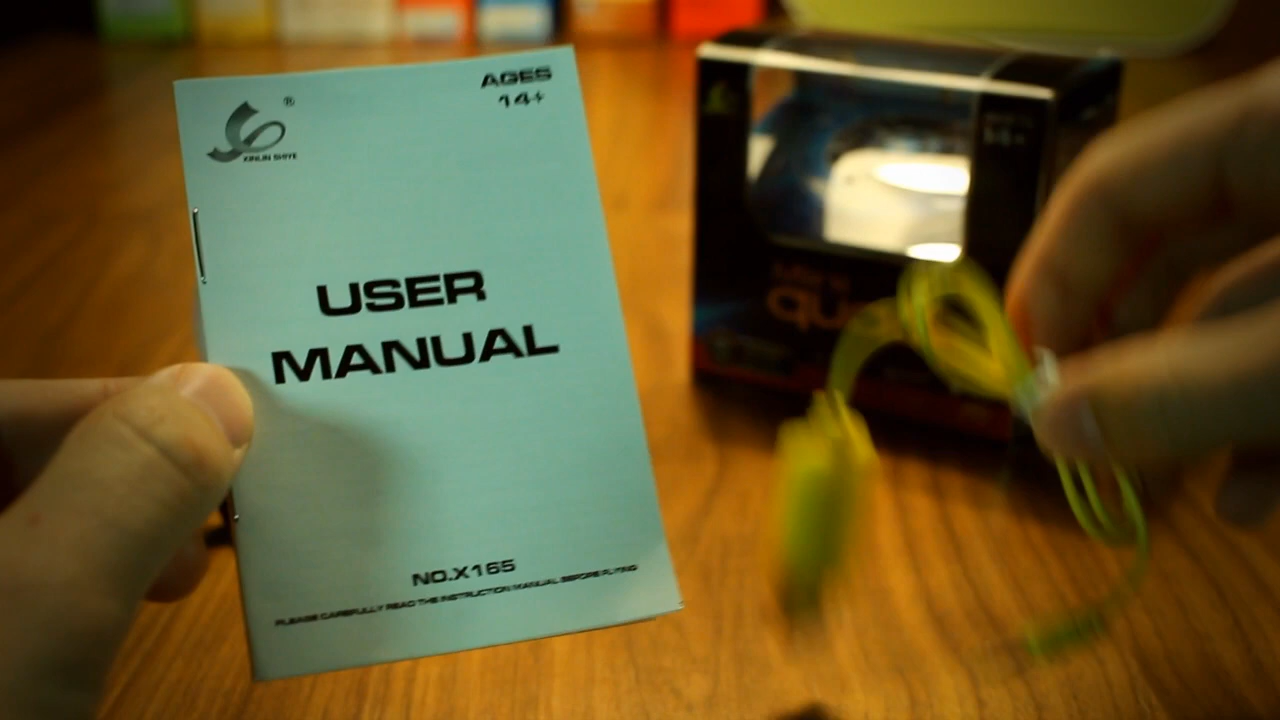 AGES
14+
®
XINLIN SHIYE
USER
MANUAL
NO.X165
PLEASE CAREFULLY READ THE INSTRUCTION MANUAL BEFORE FLYING